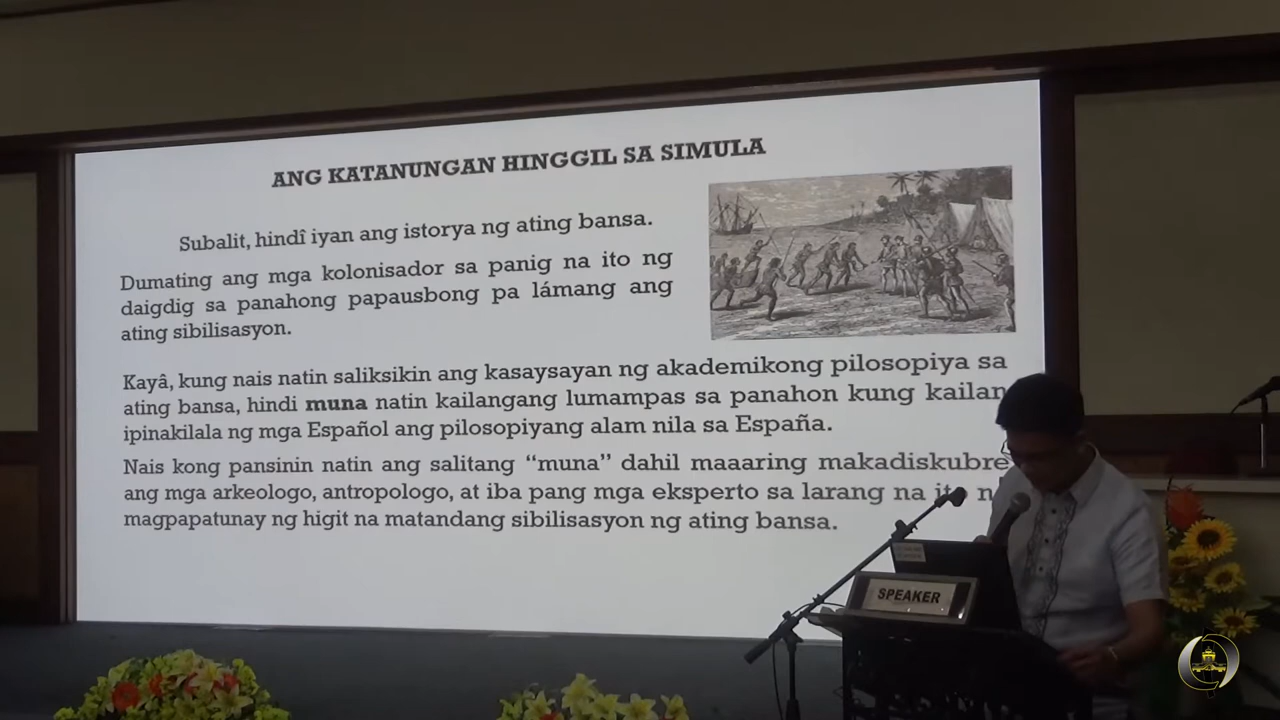 ANG KATANUNGAN HINGGIL SA SIMULA
Subalit, hindî iyan ang istorya ng ating bansa.
Dumating ang mga kolonisador sa panig na ito ng
daigdig sa panahong papausbong pa lámang ang
ating sibilisasyon.
Kayâ, kung nais natin saliksikin ang kasaysayan ng akademikong pilosopiya sa
ating bansa, hindi muna natin kailangang lumampas sa panahon kung kailan
ipinakilala ng mga Español ang pilosopiyang alam nila sa España.
Nais kong pansinin natin ang salitang “muna” dahil maaaring makadiskubre
ang mga arkeologo, antropologo, at iba pang mga eksperto sa larang na ito
magpapatunay ng higit na matandang sibilisasyon ng ating bansa.
SPEAKER